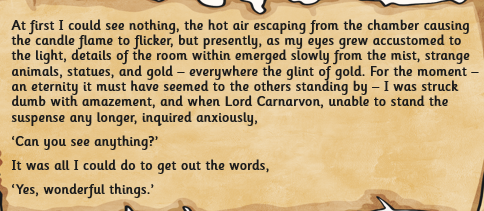 At first I could see nothing, the hot air escaping from the chamber causing
the candle flame to flicker, but presently, as my eyes grew accustomed to
the light, details of the room within emerged slowly from the mist, strange
animals, statues, and gold – everywhere the glint of gold. For the moment –
an eternity it must have seemed to the others standing by – I was struck
dumb with amazement, and when Lord Carnarvon, unable to stand the
suspense any longer, inquired anxiously,
‘Can you see anything?’
It was all I could do to get out the words,
‘Yes, wonderful things.’